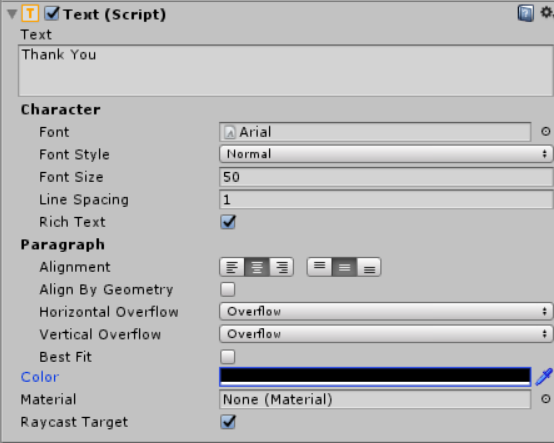 Text (Script)
Text
Thank You
Character
Font Arial
Font Style Normal
Font Size 50
Line Spacing 1
Rich Text
Paragraph
Alignment
Align By Geometry
Horizontal Overflow Overflow
Vertical Overflow Overflow
Best Fit
Color
Material None (Material)
Raycast Target